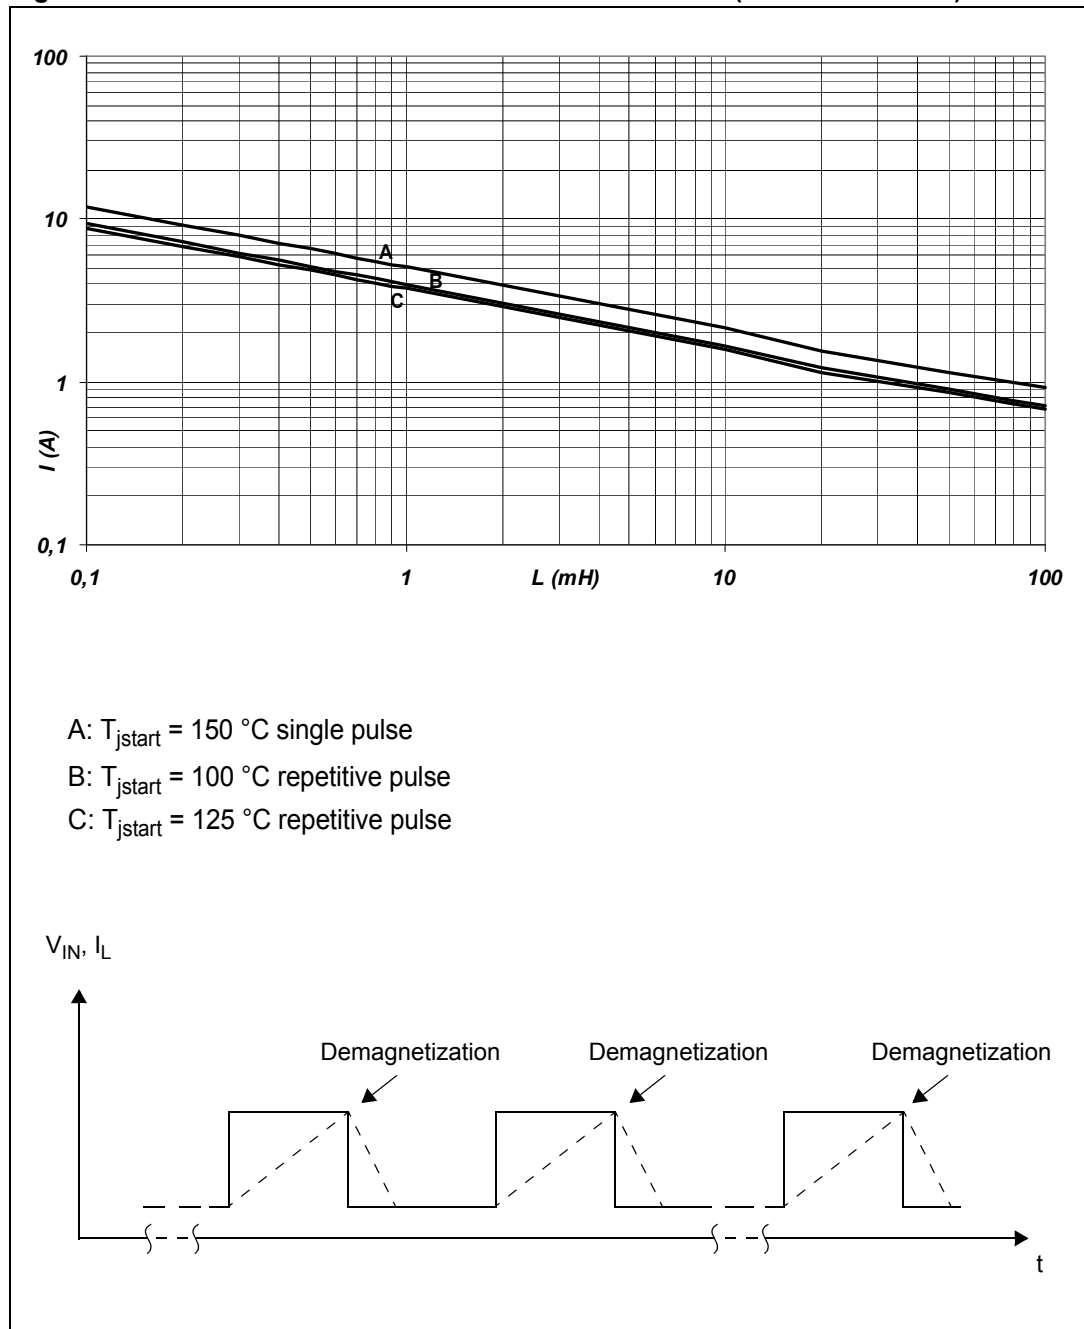 100
10
1
0,1
I (A)
A
B
C
0,1 1 L (mH) 10 100
A: Tjstart = 150 °C single pulse
B: Tjstart = 100 °C repetitive pulse
C: Tjstart = 125 °C repetitive pulse
VIN, IL
Demagnetization Demagnetization Demagnetization
t